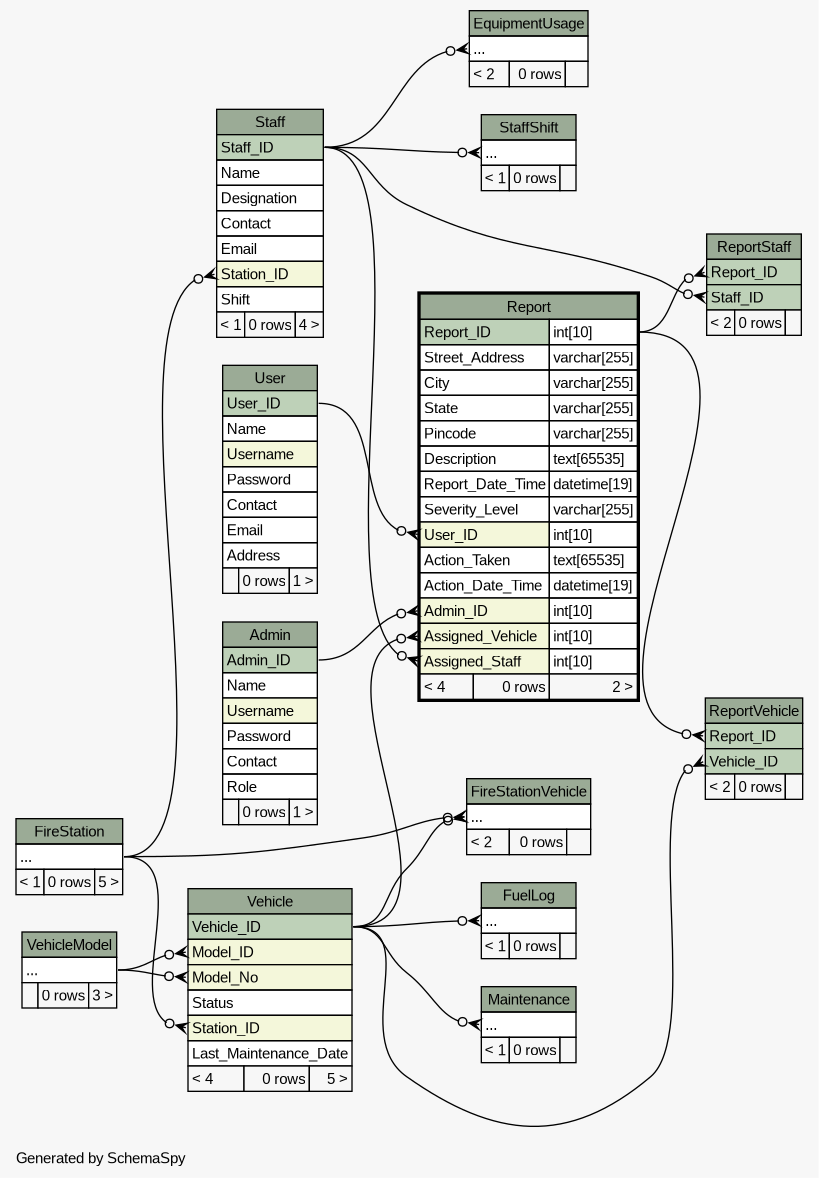 EquipmentUsage
...
< 2 0 rows
StaffShift
...
< 1 0 rows
Staff
Staff_ID
Name
Designation
Contact
Email
Station_ID
Shift
< 1 0 rows 4 >
ReportStaff
Report_ID
Staff_ID
< 2 0 rows
Report
Report_ID int[10]
Street_Address varchar[255]
City varchar[255]
State varchar[255]
Pincode varchar[255]
Description text[65535]
Report_Date_Time datetime[19]
Severity_Level varchar[255]
User_ID int[10]
Action_Taken text[65535]
Action_Date_Time datetime[19]
Admin_ID int[10]
Assigned_Vehicle int[10]
Assigned_Staff int[10]
< 4 0 rows 2 >
User
User_ID
Name
Username
Password
Contact
Email
Address
0 rows 1 >
Admin
Admin_ID
Name
Username
Password
Contact
Role
0 rows 1 >
ReportVehicle
Report_ID
Vehicle_ID
< 2 0 rows
FireStationVehicle
...
< 2 0 rows
FireStation
...
< 1 0 rows 5 >
Vehicle
Vehicle_ID
Model_ID
Model_No
Status
Station_ID
Last_Maintenance_Date
< 4 0 rows 5 >
FuelLog
...
< 1 0 rows
VehicleModel
...
0 rows 3 >
Maintenance
...
< 1 0 rows
Generated by SchemaSpy